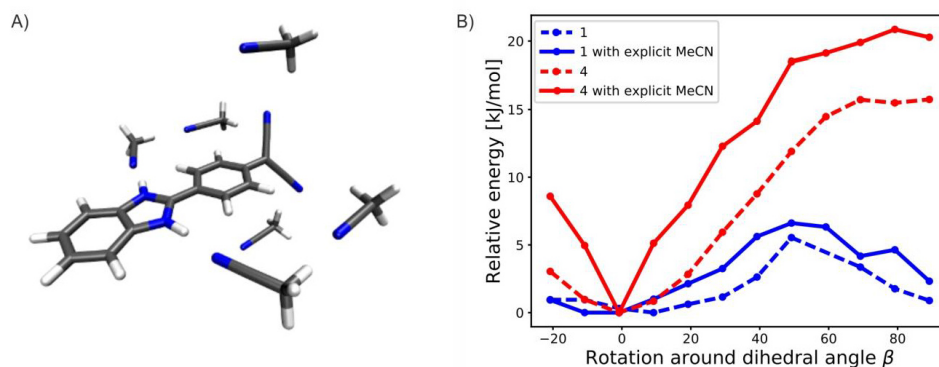 A)
B)
1
1 with explicit MeCN
4
4 with explicit MeCN
Relative energy [kJ/mol]
20
15
10
5
0
−20 0 20 40 60 80
Rotation around dihedral angle β